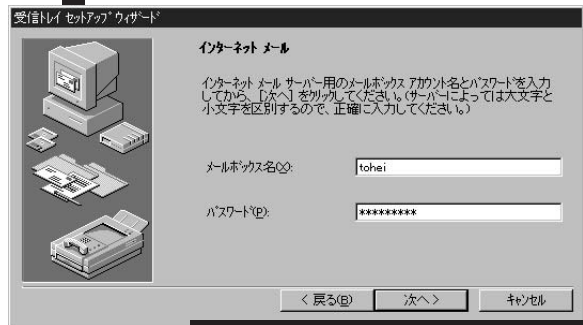 受信トレイ セットアップ ウィザード
インターネット メール
インターネット メール サーバー用のメールボックス アカウント名とパスワードを入力
してから、[次へ] をクリックしてください。(サーバーによっては大文字と
小文字を区別するので、正確に入力してください。)
メールボックス名(X):
tohei
パスワード(P):
*********
< 戻る(B)
次へ >
キャンセル